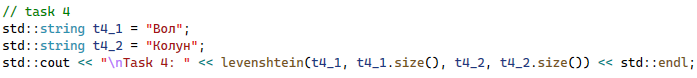 // task 4
std::string t4_1 = "Вол";
std::string t4_2 = "Колун";
std::cout << "\nTask 4: " << levenshtein(t4_1, t4_1.size(), t4_2, t4_2.size()) << std::endl;